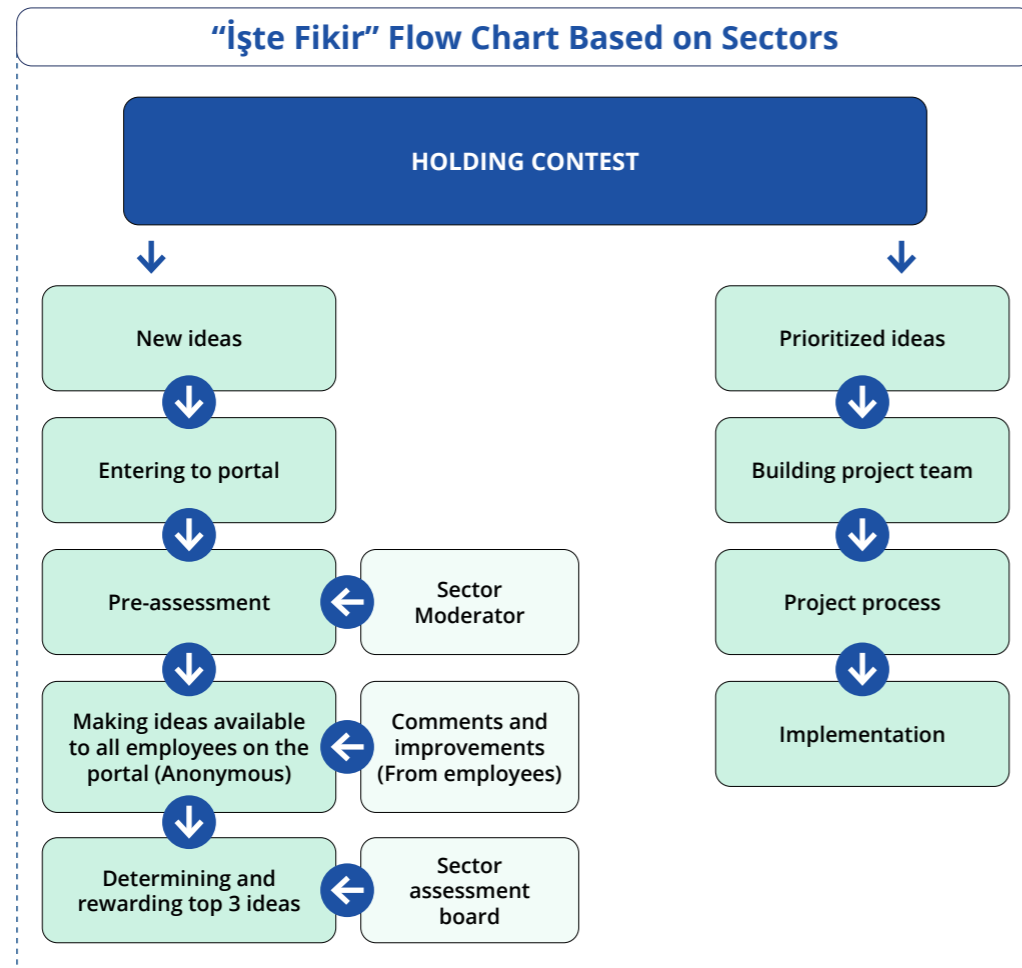 “İşte Fikir” Flow Chart Based on Sectors
HOLDING CONTEST
New ideas
Entering to portal
Pre-assessment
Sector
Moderator
Making ideas available
to all employees on the
portal (Anonymous)
Comments and
improvements
(From employees)
Determining and
rewarding top 3 ideas
Sector
assessment
board
Prioritized ideas
Building project team
Project process
Implementation